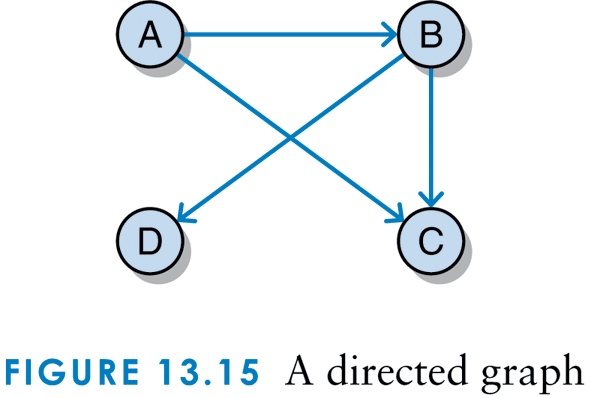 A B
D C
FIGURE 13.15 A directed graph